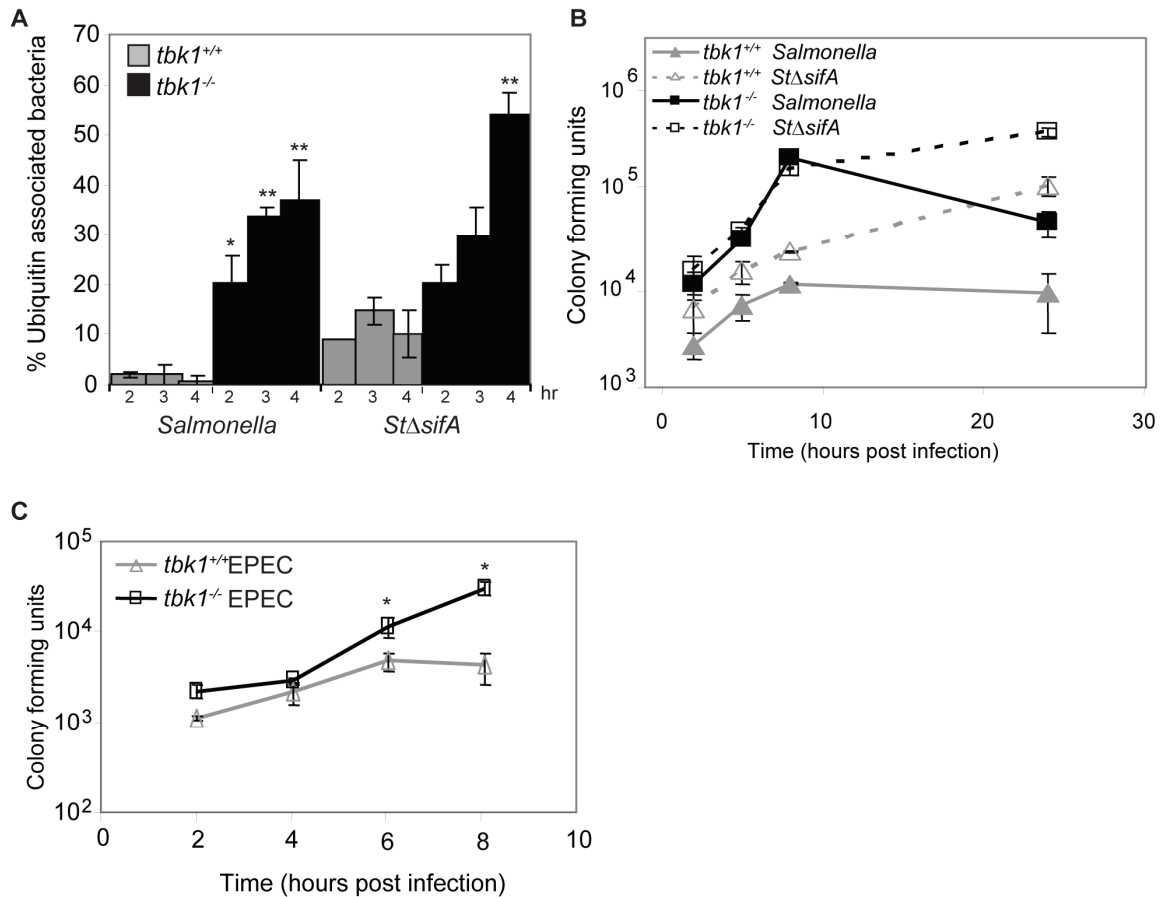 A
70
60
50
40
30
20
10
0
% Ubiquitin associated bacteria
tbk1+/+
tbk1-/-
*
**
**
**
2 3 4 2 3 4 2 3 4 2 3 4 hr
Salmonella StΔsifA
B
tbk1+/+ Salmonella
tbk1+/+ StΔsifA
tbk1-/- Salmonella
tbk1-/- StΔsifA
10^6
10^5
10^4
10^3
Colony forming units
0 10 20 30
Time (hours post infection)
C
10^5
10^4
10^3
10^2
Colony forming units
tbk1+/+EPEC
tbk1-/- EPEC
*
*
0 2 4 6 8 10
Time (hours post infection)